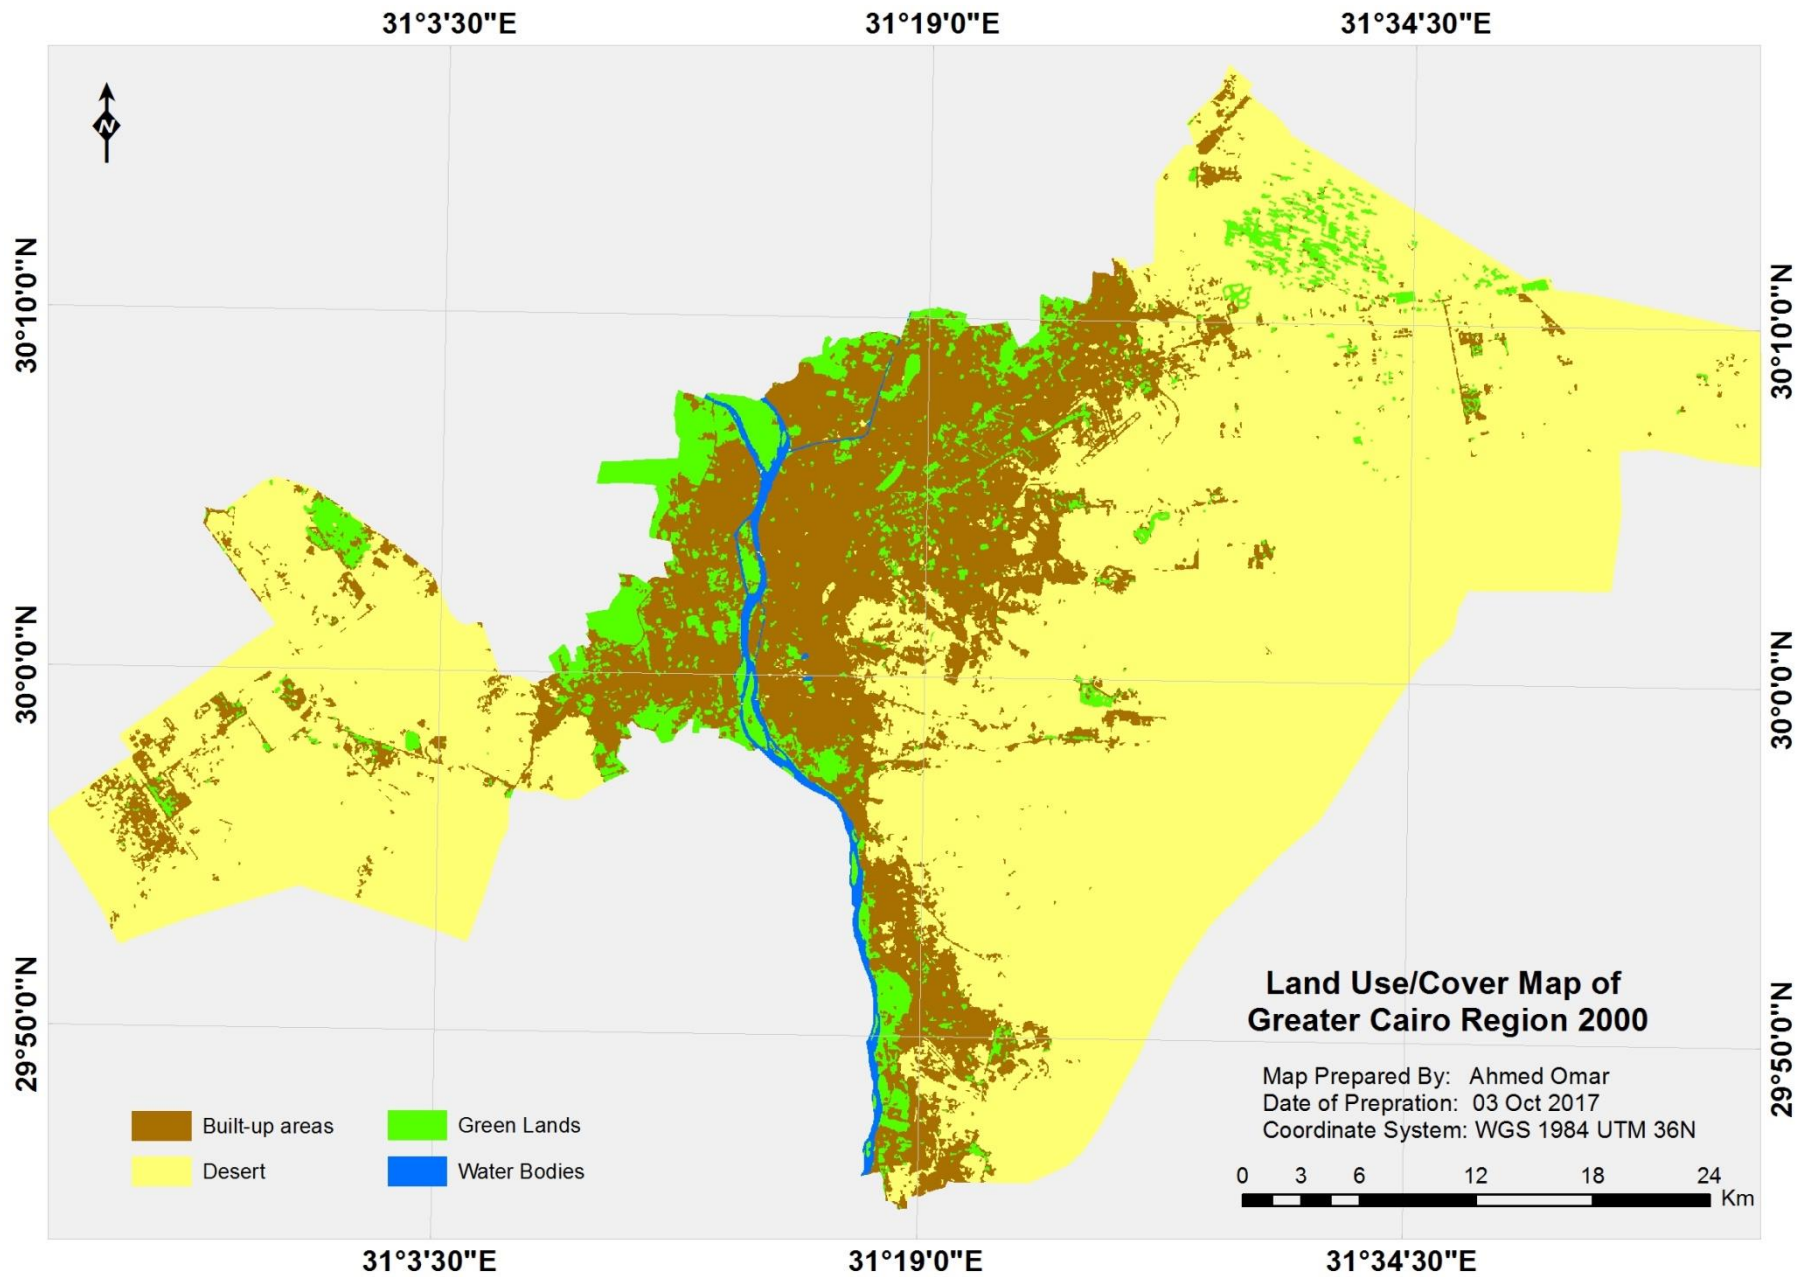 31°3'30"E 31°19'0"E 31°34'30"E
N
30°10'0"N
30°10'0"N
30°0'0"N
30°0'0"N
29°50'0"N
29°50'0"N
Land Use/Cover Map of
Greater Cairo Region 2000
Map Prepared By: Ahmed Omar
Date of Prepration: 03 Oct 2017
Coordinate System: WGS 1984 UTM 36N
0 3 6 12 18 24
Km
Built-up areas Green Lands
Desert Water Bodies
31°3'30"E 31°19'0"E 31°34'30"E